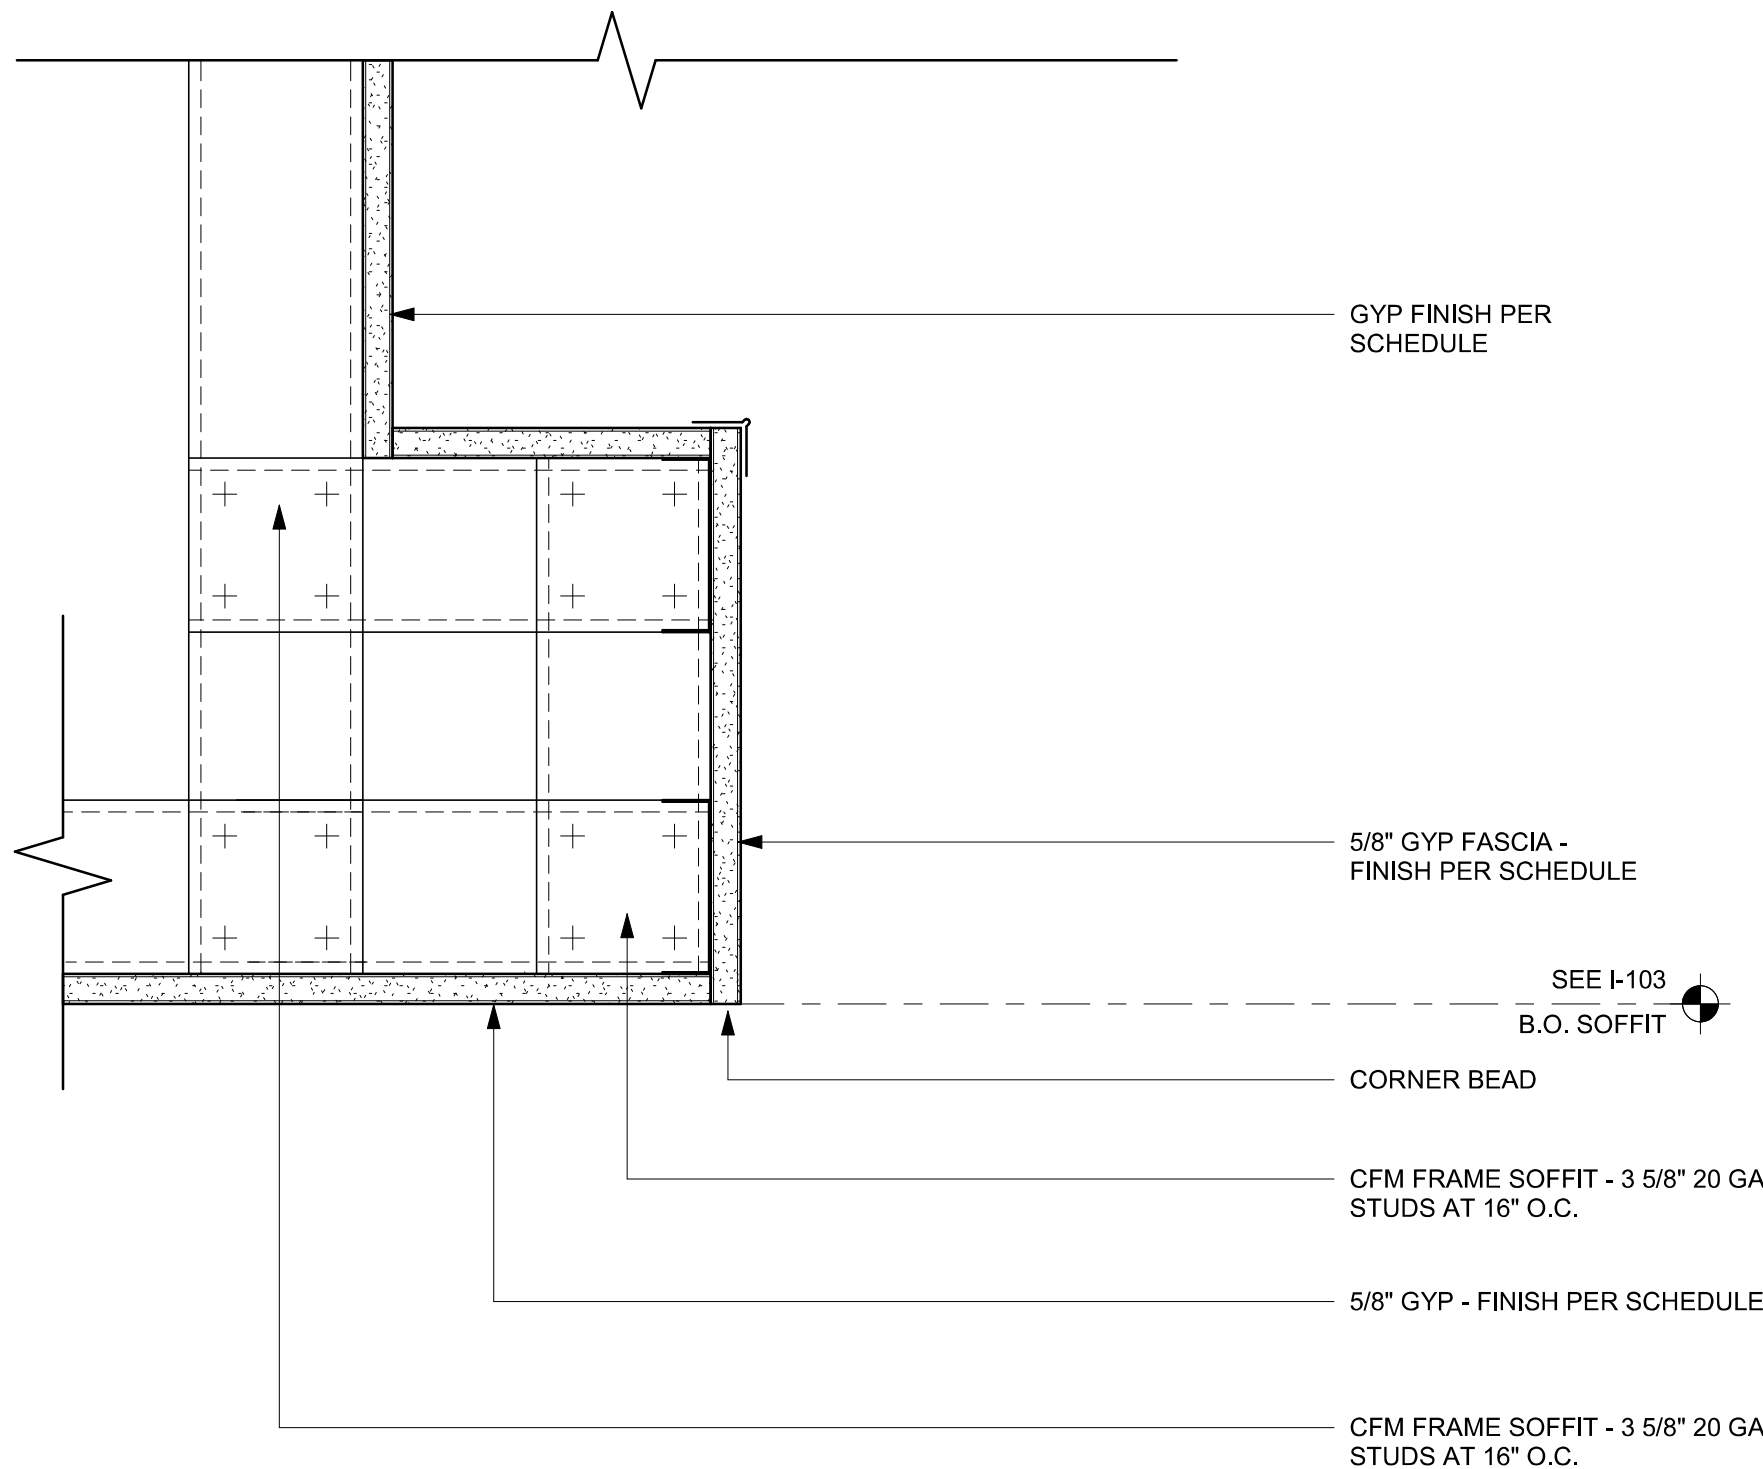 GYP FINISH PER
SCHEDULE
5/8" GYP FASCIA -
FINISH PER SCHEDULE
SEE I-103
B.O. SOFFIT
CORNER BEAD
CFM FRAME SOFFIT - 3 5/8" 20 GA
STUDS AT 16" O.C.
5/8" GYP - FINISH PER SCHEDULE
CFM FRAME SOFFIT - 3 5/8" 20 GA
STUDS AT 16" O.C.